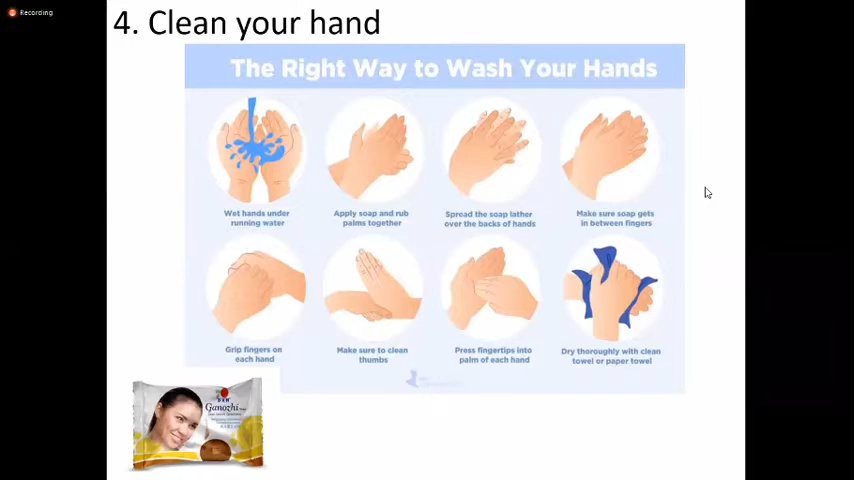 Recording
4. Clean your hand
The Right Way to Wash Your Hands
Wet hands under
running water
Apply soap and rub
palms together
Spread the soap lather
over the backs of hands
Make sure soap gets
in between fingers
Grip fingers on
each hand
Make sure to clean
thumbs
Press fingertips into
palm of each hand
Dry thoroughly with clean
towel or paper towel
DXN
Ganozhi